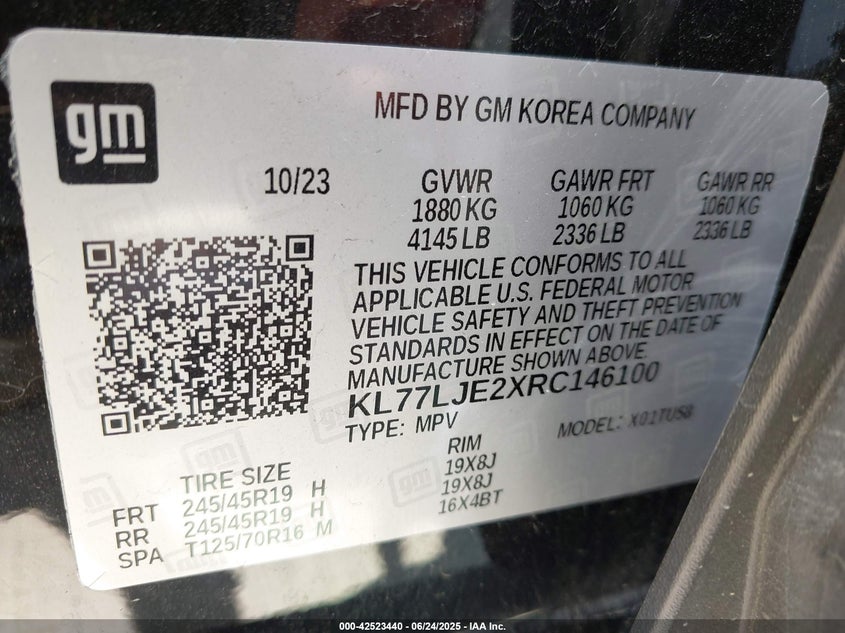 gm
MFD BY GM KOREA COMPANY
10/23
GVWR GAWR FRT GAWR RR
1880 KG 1060 KG 1060 KG
4145 LB 2336 LB 2336 LB
THIS VEHICLE CONFORMS TO ALL
APPLICABLE U.S. FEDERAL MOTOR
VEHICLE SAFETY AND THEFT PREVENTION
STANDARDS IN EFFECT ON THE DATE OF
MANUFACTURE SHOWN ABOVE.
KL77LJE2XRC146100
TYPE: MPV MODEL: X01TUSB
TIRE SIZE RIM
FRT 245/45R19 H 19X8J
RR 245/45R19 H 19X8J
SPA T125/70R16 M 16X4BT
000-42523440 - 06/24/2025 - IAA Inc.